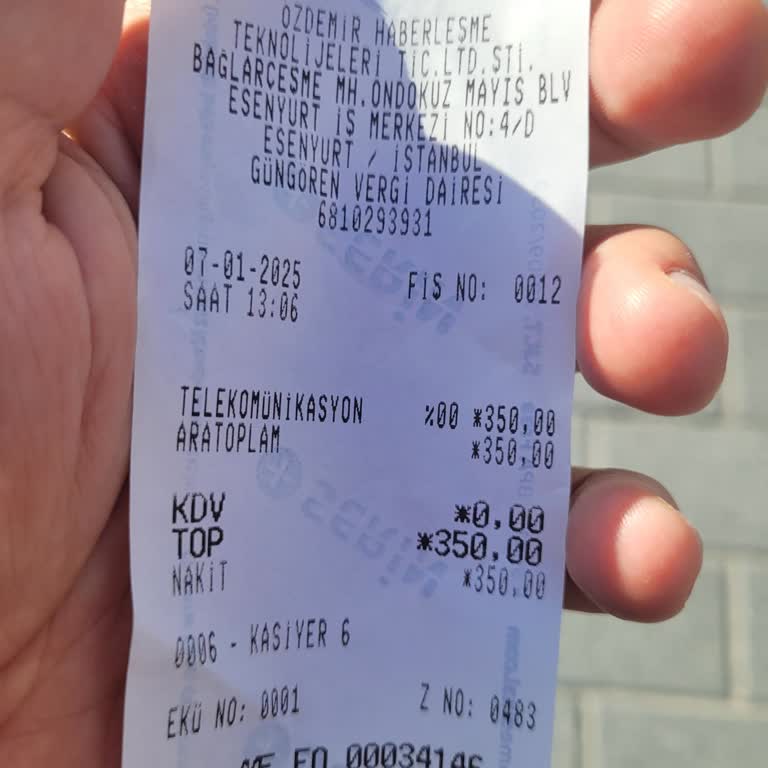 ÖZDEMİR HABERLEŞME
TEKNOLİJELERİ TİC.LTD.ŞTİ.
BAĞLARÇEŞME MH.ONDOKUZ MAYIS BLV
ESENYURT İŞ MERKEZİ NO:4/D
ESENYURT / İSTANBUL
GÜNGÖREN VERGİ DAİRESİ
6810293931
07-01-2025
SAAT 13:06 FİŞ NO: 0012
TELEKOMÜNİKASYON %00 *350,00
ARATOPLAM *350,00
KDV *0,00
TOP *350,00
NAKİT *350,00
0006 - KASİYER 6
EKÜ NO: 0001 Z NO: 0483